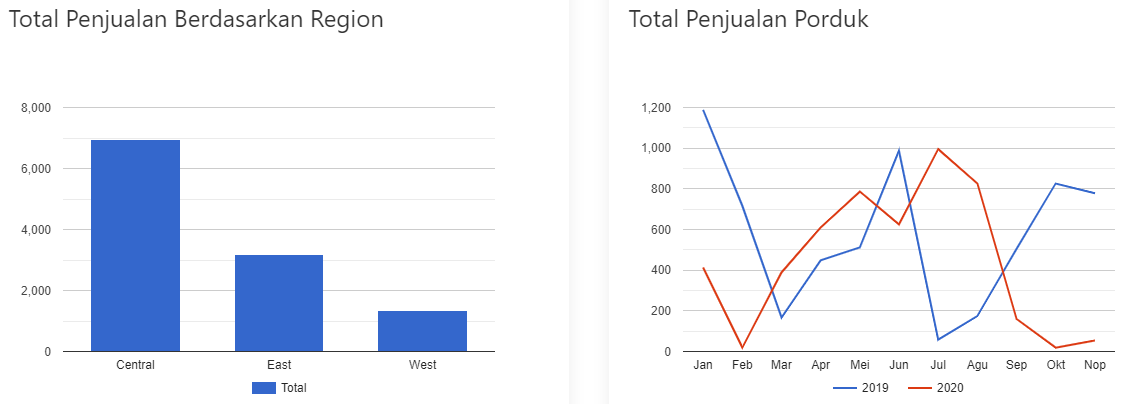 Total Penjualan Berdasarkan Region
8,000
6,000
4,000
2,000
0
Central East West
Total
Total Penjualan Porduk
1,200
1,000
800
600
400
200
0
Jan Feb Mar Apr Mei Jun Jul Agu Sep Okt Nop
2019 2020